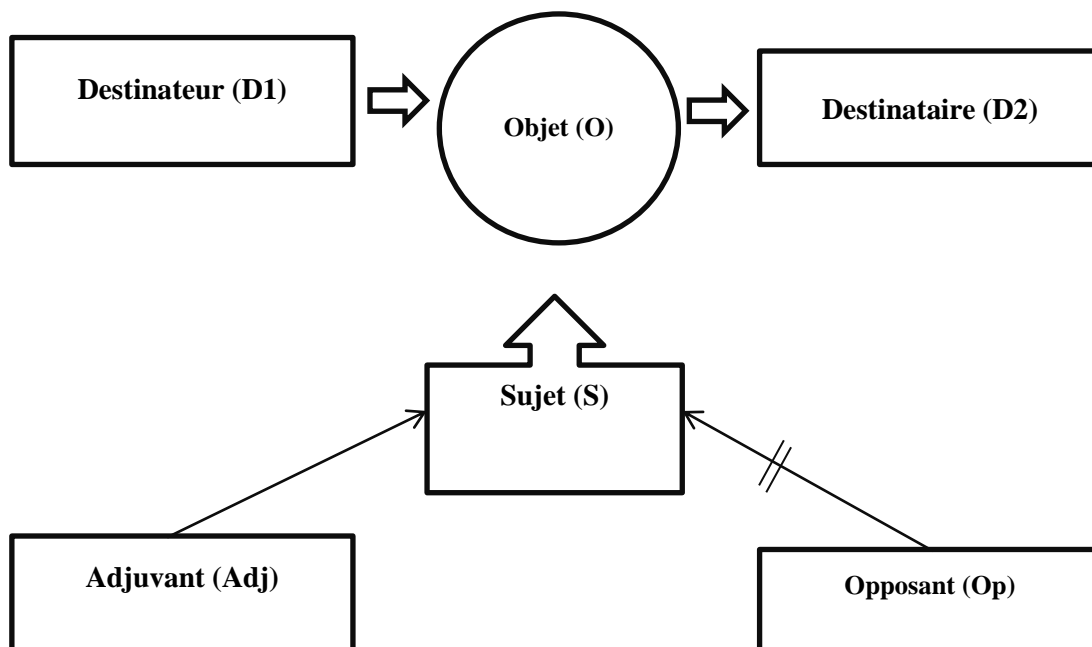 Destinateur (D1)
Objet (O)
Destinataire (D2)
Sujet (S)
Adjuvant (Adj)
Opposant (Op)